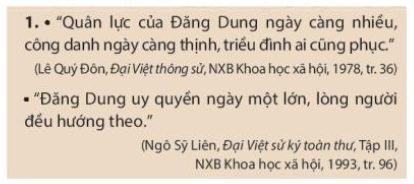 1. • “Quân lực của Đăng Dung ngày càng nhiều,
công danh ngày càng thịnh, triều đình ai cũng phục.”
(Lê Quý Đôn, Đại Việt thông sử, NXB Khoa học xã hội, 1978, tr. 36)
▪ “Đăng Dung uy quyền ngày một lớn, lòng người
đều hướng theo.”
(Ngô Sỹ Liên, Đại Việt sử ký toàn thư, Tập III,
NXB Khoa học xã hội, 1993, tr. 96)